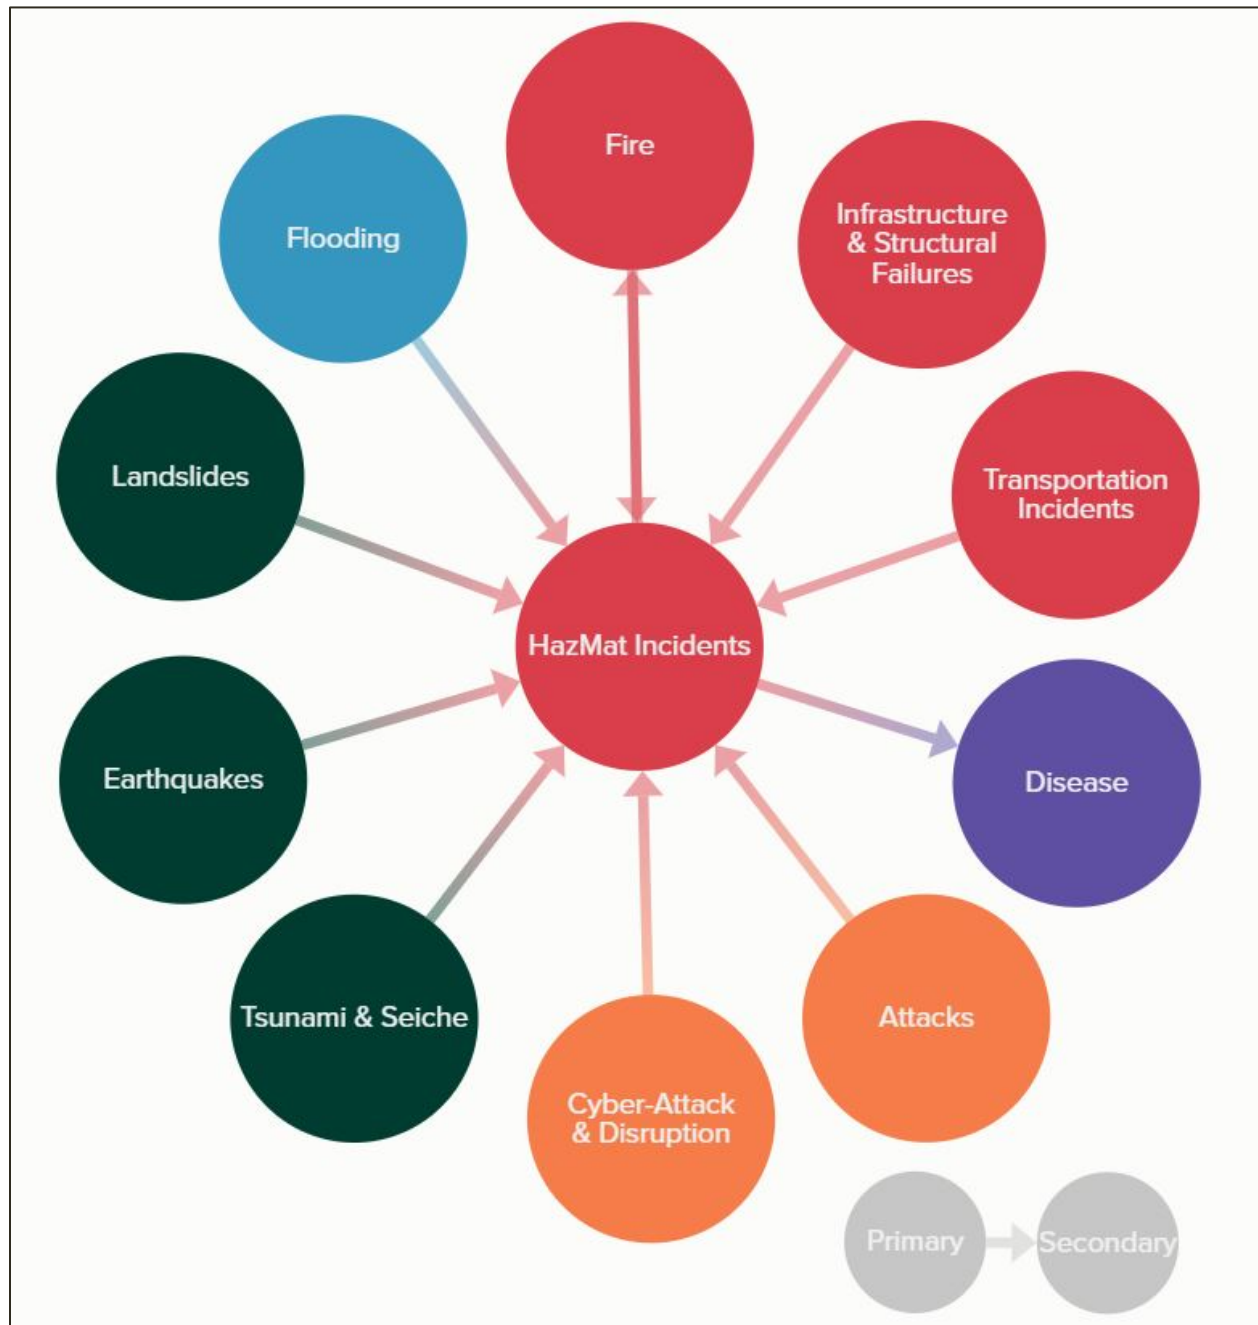 Fire
Infrastructure
& Structural
Failures
Flooding
Transportation
Incidents
Landslides
HazMat Incidents
Disease
Earthquakes
Attacks
Tsunami & Seiche
Cyber-Attack
& Disruption
Primary
Secondary